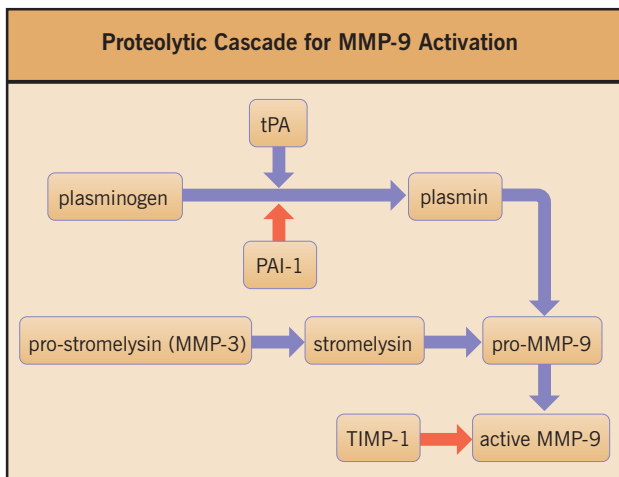 Proteolytic Cascade for MMP-9 Activation
tPA
plasminogen
plasmin
PAI-1
pro-stromelysin (MMP-3)
stromelysin
pro-MMP-9
TIMP-1
active MMP-9